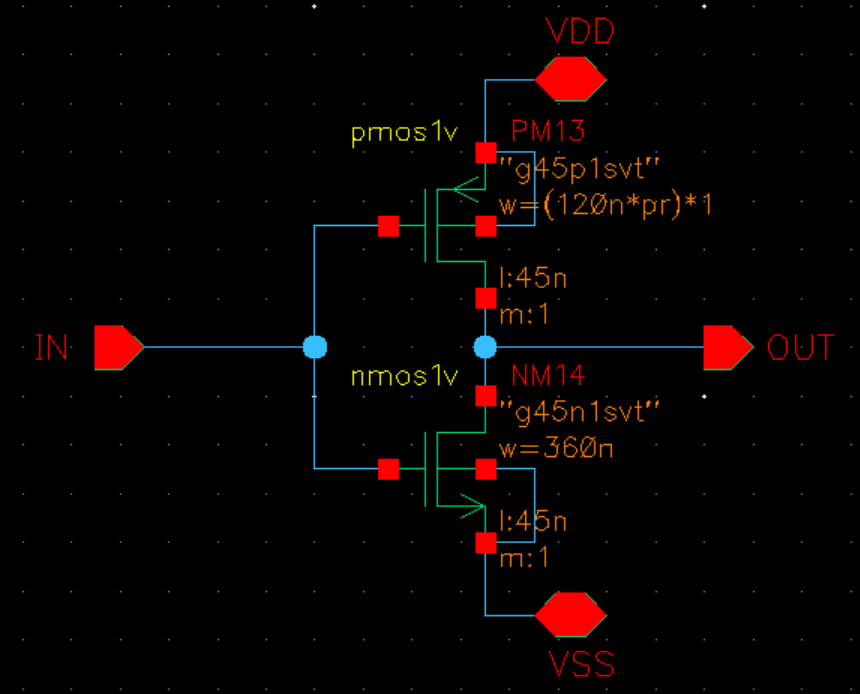 VDD
pmos1v PM13
"g45p1svt"
w=(120n*pr)*1
l:45n
m:1
IN OUT
nmos1v NM14
"g45n1svt"
w=360n
l:45n
m:1
VSS